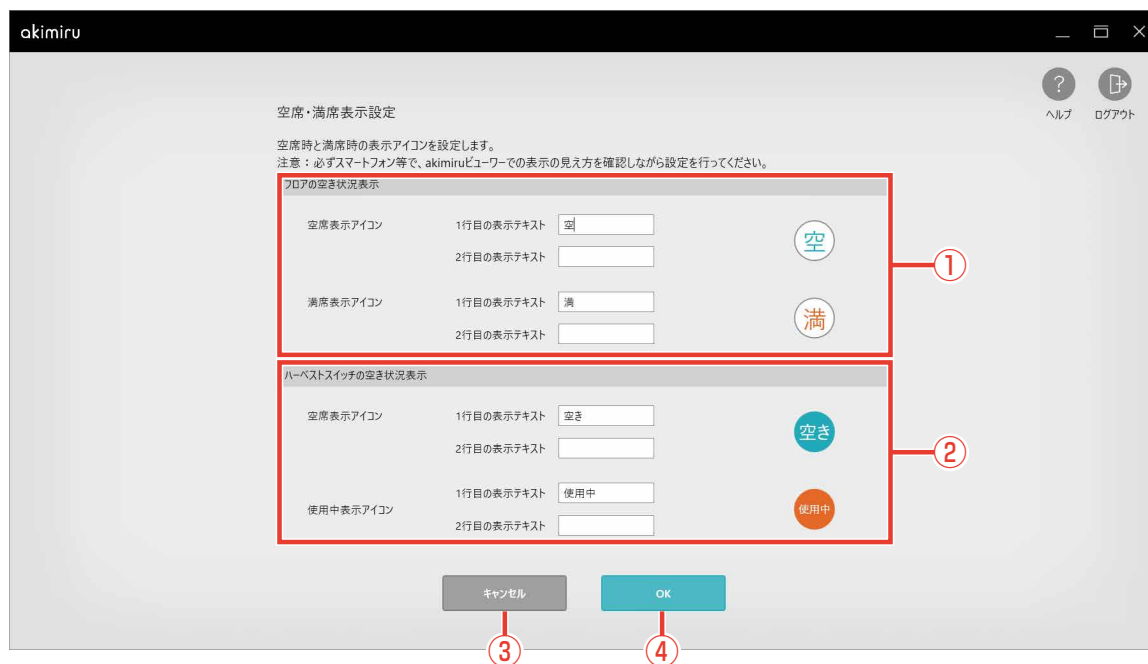 akimiru
?
ヘルプ ログアウト
空席・満席表示設定
空席時と満席時の表示アイコンを設定します。
注意：必ずスマートフォン等で、akimiruビューワーでの表示の見え方を確認しながら設定を行ってください。
フロアの空き状況表示
空席表示アイコン 1行目の表示テキスト 空 空
2行目の表示テキスト
①
満席表示アイコン 1行目の表示テキスト 満 満
2行目の表示テキスト
ハーベストスイッチの空き状況表示
空席表示アイコン 1行目の表示テキスト 空き 空き
2行目の表示テキスト
②
使用中表示アイコン 1行目の表示テキスト 使用中 使用中
2行目の表示テキスト
キャンセル OK
③ ④